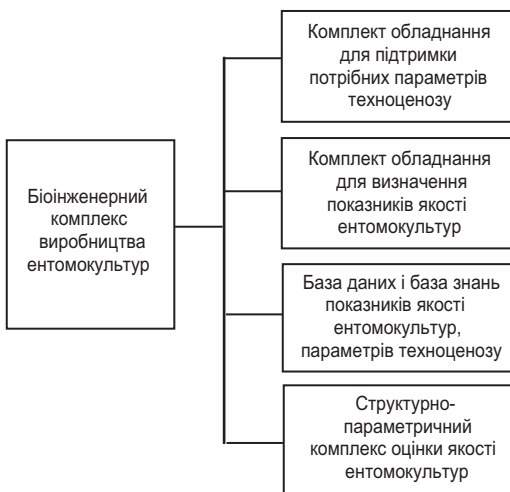 Комплект обладнання
для підтримки
потрібних параметрів
техноценозу
Біоінженерний
комплекс
виробництва
ентомокультур
Комплект обладнання
для визначення
показників якості
ентомокультур
База даних і база знань
показників якості
ентомокультур,
параметрів техноценозу
Структурно-
параметричний
комплекс оцінки якості
ентомокультур